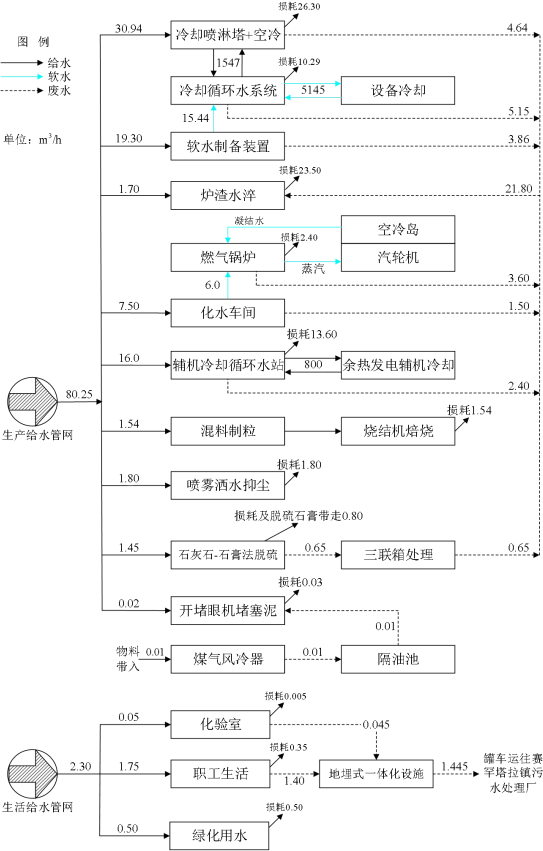 损耗26.30
30.94
冷却喷淋塔+空冷
4.64
图 例
给水
软水
废水
1547
损耗10.29
冷却循环水系统
5145
设备冷却
5.15
15.44
单位：m³/h
19.30
软水制备装置
3.86
损耗23.50
1.70
炉渣水淬
21.80
凝结水
空冷岛
损耗2.40
燃气锅炉
汽轮机
蒸汽
6.0
3.60
7.50
化水车间
1.50
损耗13.60
16.0
辅机冷却循环水站
800
余热发电辅机冷却
2.40
80.25
生产给水管网
损耗1.54
1.54
混料制粒
烧结机焙烧
损耗1.80
1.80
喷雾洒水抑尘
损耗及脱硫石膏带走0.80
1.45
石灰石-石膏法脱硫
0.65
三联箱处理
0.65
损耗0.03
0.02
开堵眼机堵塞泥
0.01
物料
带入
0.01
煤气风冷器
0.01
隔油池
损耗0.005
0.05
化验室
0.045
损耗0.35
2.30
1.75
职工生活
1.40
地埋式一体化设施
1.445
罐车运往赛
罕塔拉镇污
水处理厂
生活给水管网
损耗0.50
0.50
绿化用水